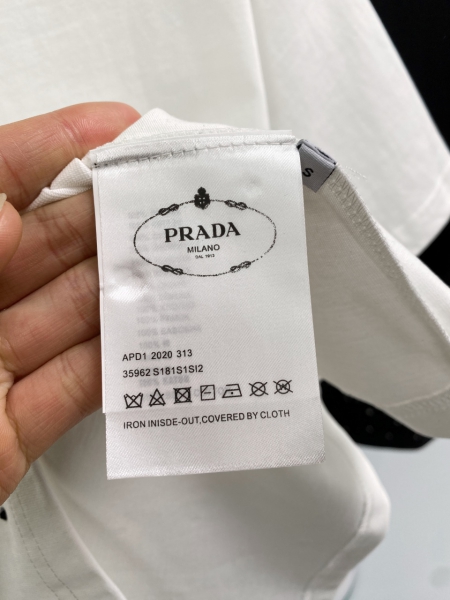 PRADA
MILANO
DAL 1913
APD1 2020 313
35962 S181S1SI2
IRON INISDE-OUT,COVERED BY CLOTH
S